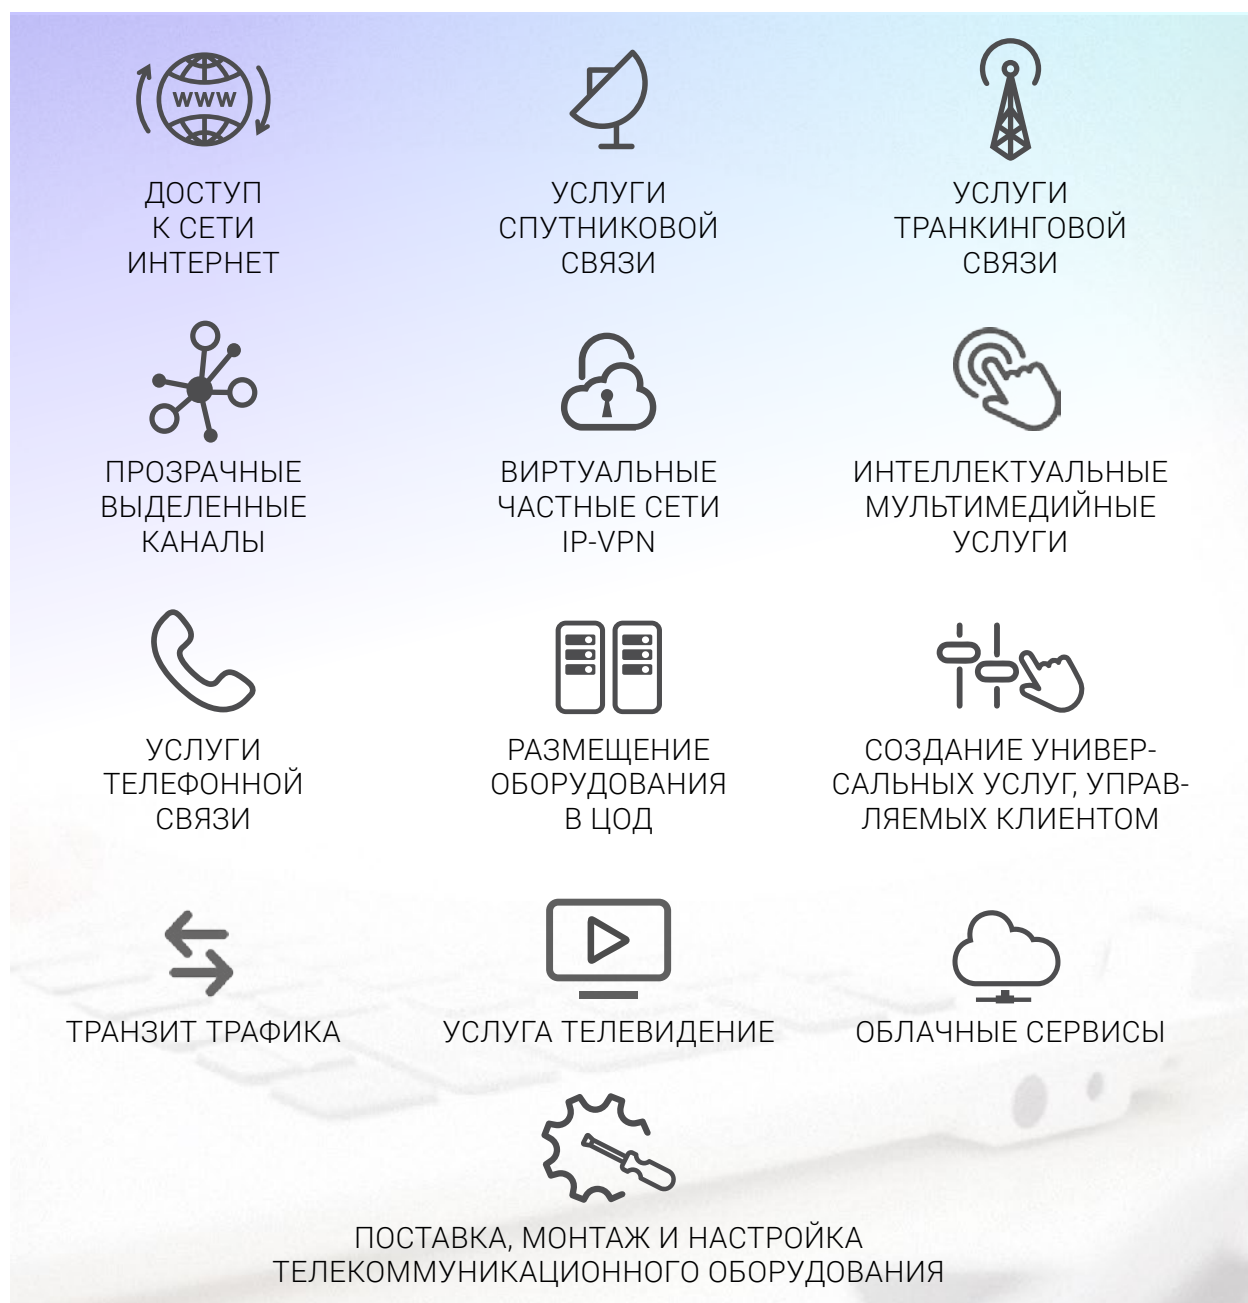 WWW
ДОСТУП
К СЕТИ
ИНТЕРНЕТ
УСЛУГИ
СПУТНИКОВОЙ
СВЯЗИ
УСЛУГИ
ТРАНКИНГОВОЙ
СВЯЗИ
ПРОЗРАЧНЫЕ
ВЫДЕЛЕННЫЕ
КАНАЛЫ
ВИРТУАЛЬНЫЕ
ЧАСТНЫЕ СЕТИ
IP-VPN
ИНТЕЛЛЕКТУАЛЬНЫЕ
МУЛЬТИМЕДИЙНЫЕ
УСЛУГИ
УСЛУГИ
ТЕЛЕФОННОЙ
СВЯЗИ
РАЗМЕЩЕНИЕ
ОБОРУДОВАНИЯ
В ЦОД
СОЗДАНИЕ УНИВЕР-
САЛЬНЫХ УСЛУГ, УПРАВ-
ЛЯЕМЫХ КЛИЕНТОМ
ТРАНЗИТ ТРАФИКА
УСЛУГА ТЕЛЕВИДЕНИЕ
ОБЛАЧНЫЕ СЕРВИСЫ
ПОСТАВКА, МОНТАЖ И НАСТРОЙКА
ТЕЛЕКОММУНИКАЦИОННОГО ОБОРУДОВАНИЯ